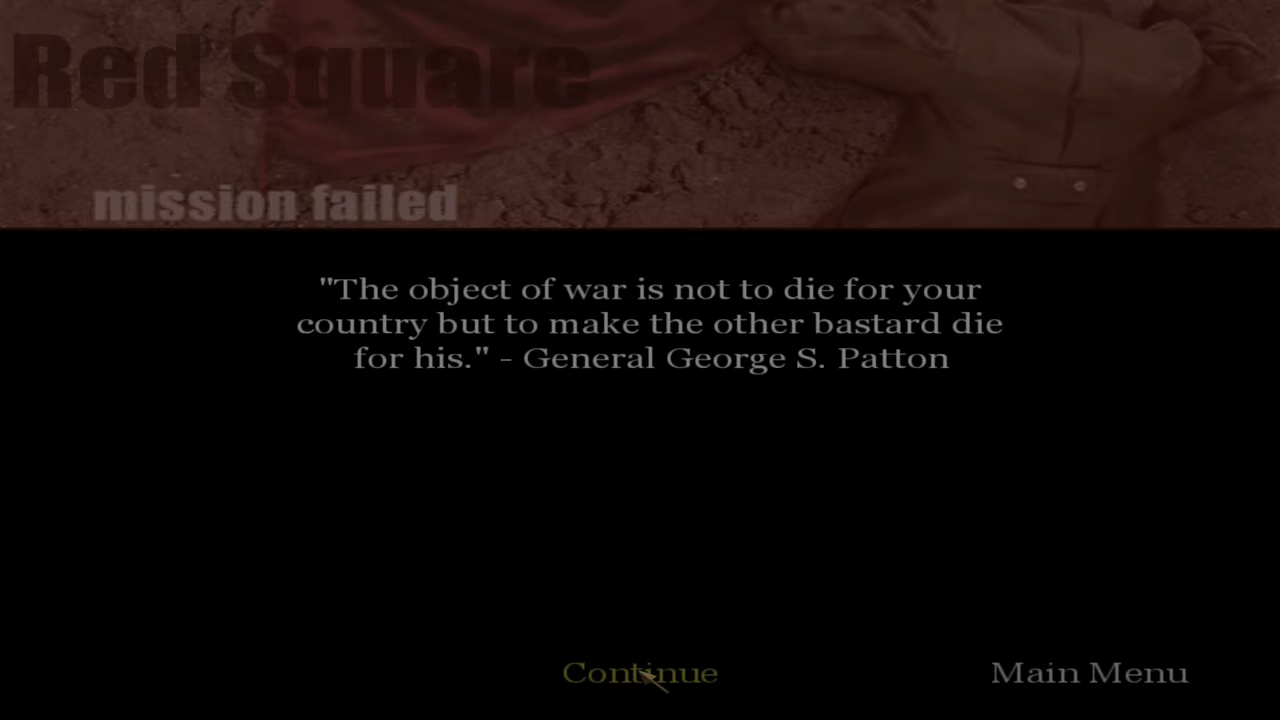 Red Square
mission failed
"The object of war is not to die for your
country but to make the other bastard die
for his." - General George S. Patton
Continue
Main Menu